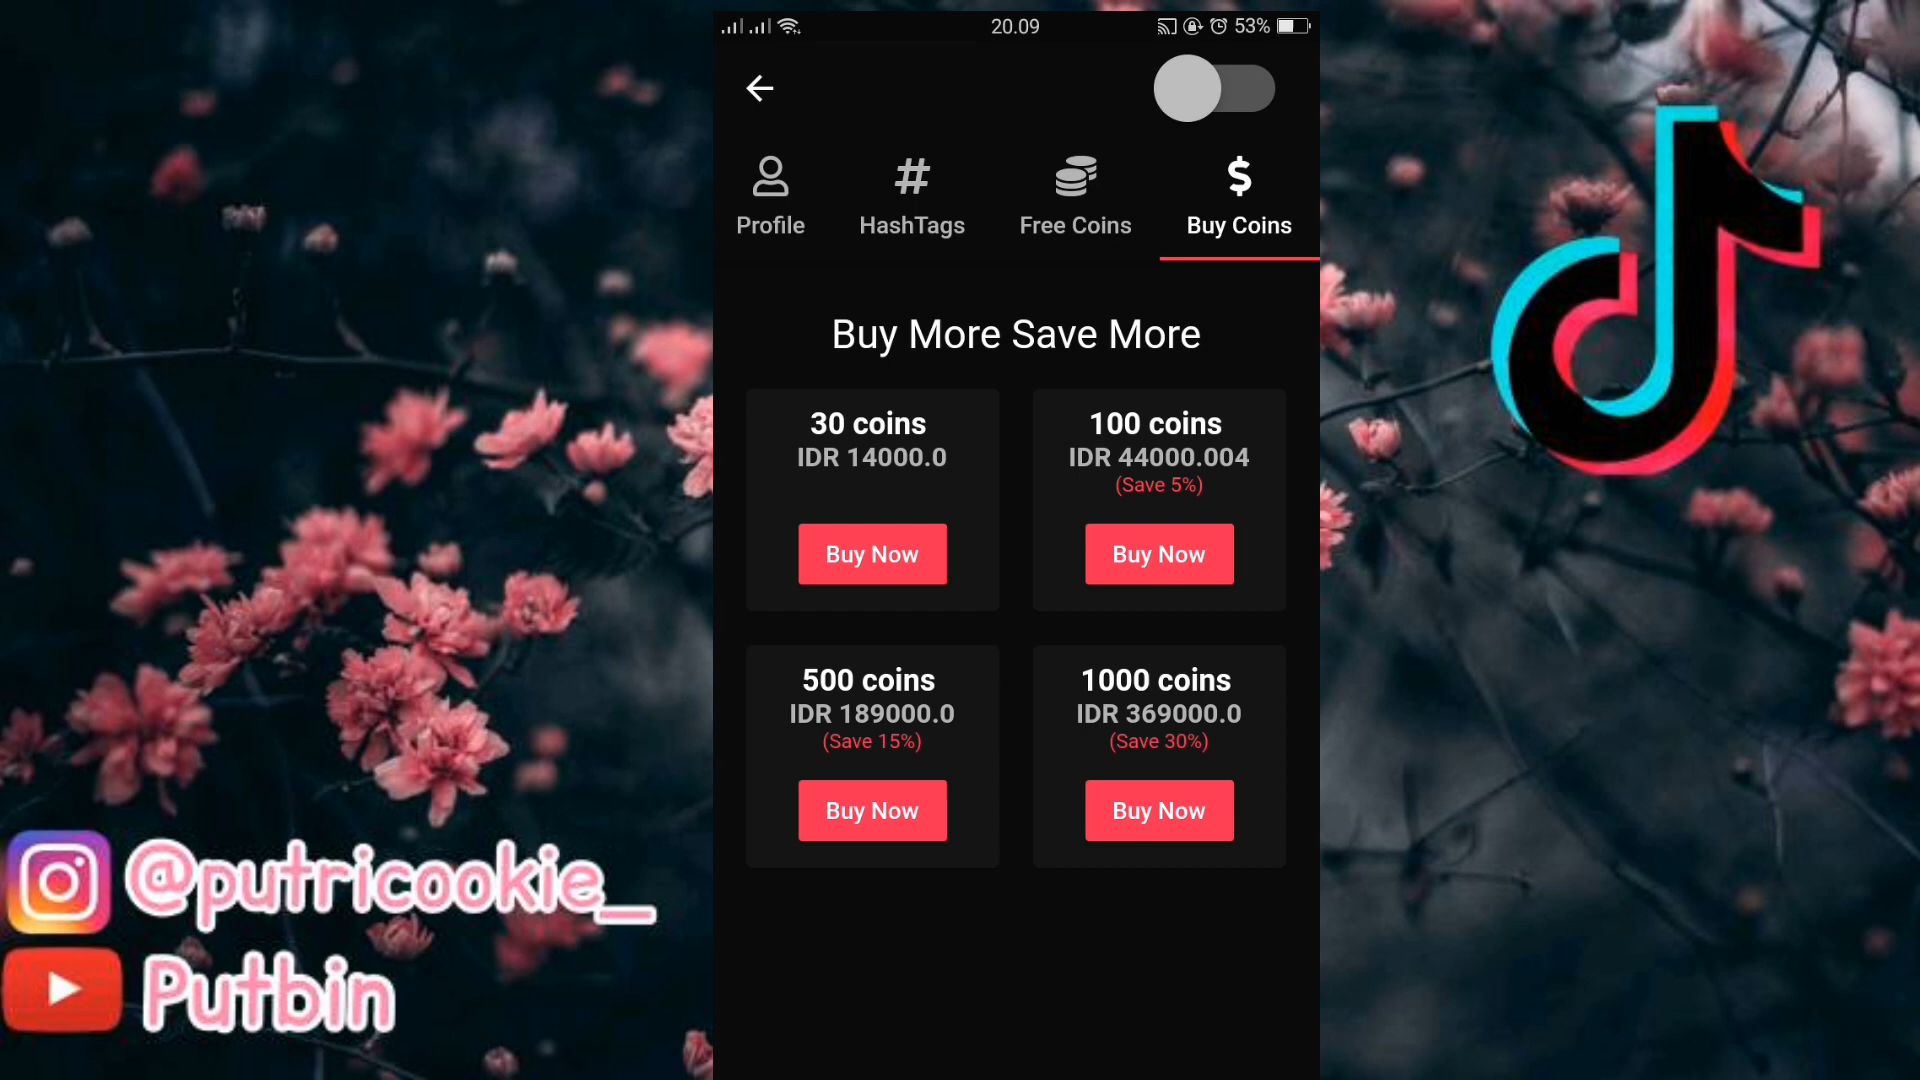 20.09
53%
Profile
HashTags
Free Coins
Buy Coins
Buy More Save More
30 coins
IDR 14000.0
Buy Now
100 coins
IDR 44000.004
(Save 5%)
Buy Now
500 coins
IDR 189000.0
(Save 15%)
Buy Now
1000 coins
IDR 369000.0
(Save 30%)
Buy Now
@putricookie_
Putbin